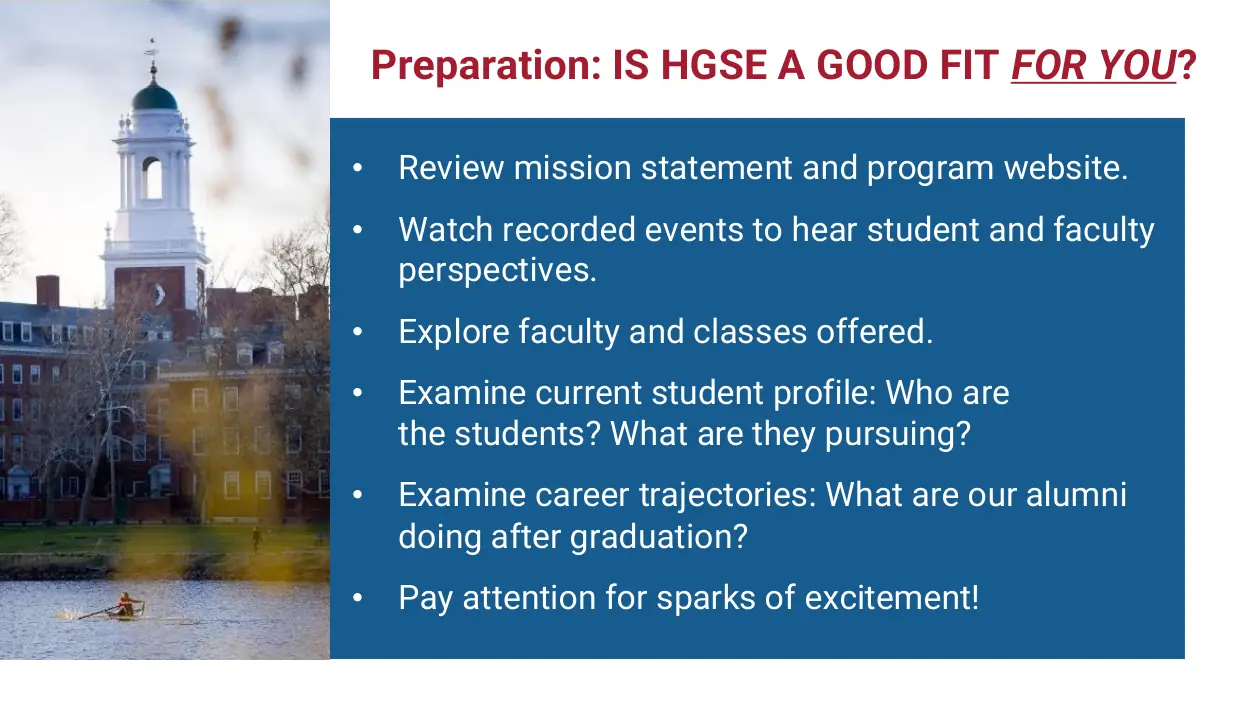 Preparation: IS HGSE A GOOD FIT FOR YOU?
• Review mission statement and program website.
• Watch recorded events to hear student and faculty
perspectives.
• Explore faculty and classes offered.
• Examine current student profile: Who are
the students? What are they pursuing?
• Examine career trajectories: What are our alumni
doing after graduation?
• Pay attention for sparks of excitement!